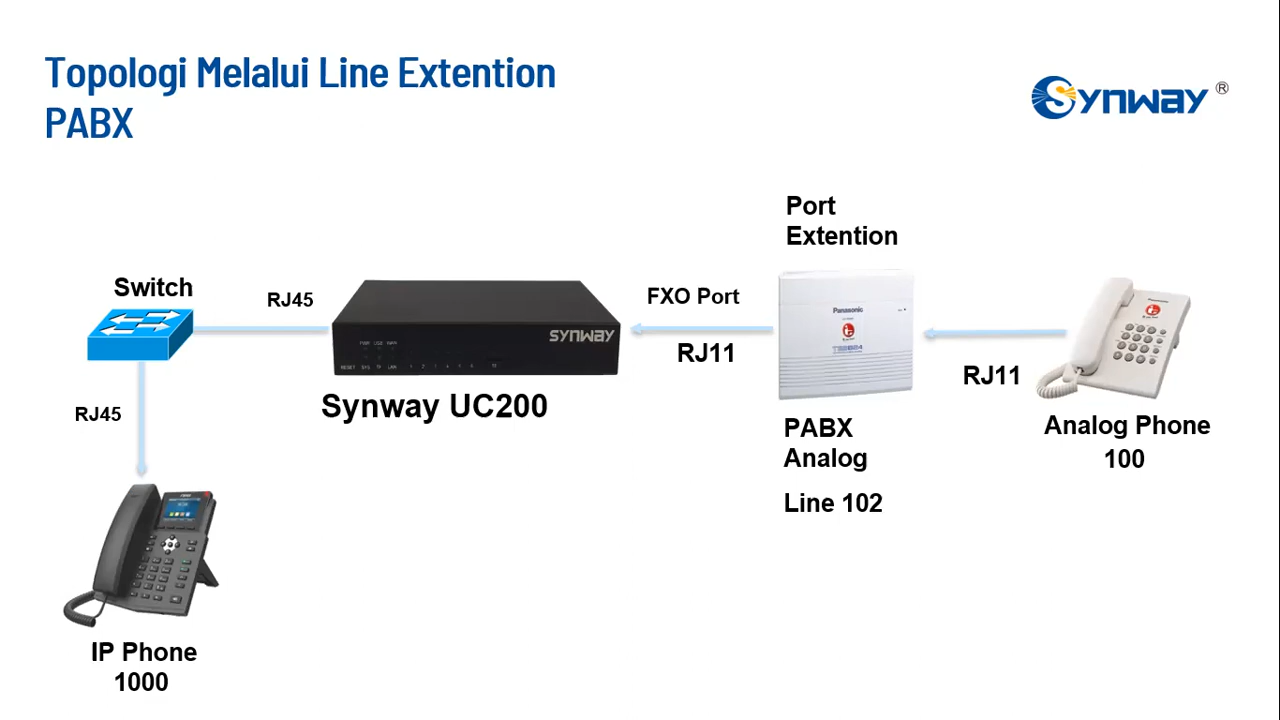 Topologi Melalui Line Extention
PABX
Synway ®
Port
Extention
Switch
RJ45
FXO Port
RJ11
SYNWAY
Panasonic
RJ11
Synway UC200
RJ45
PABX
Analog
Line 102
Analog Phone
100
IP Phone
1000